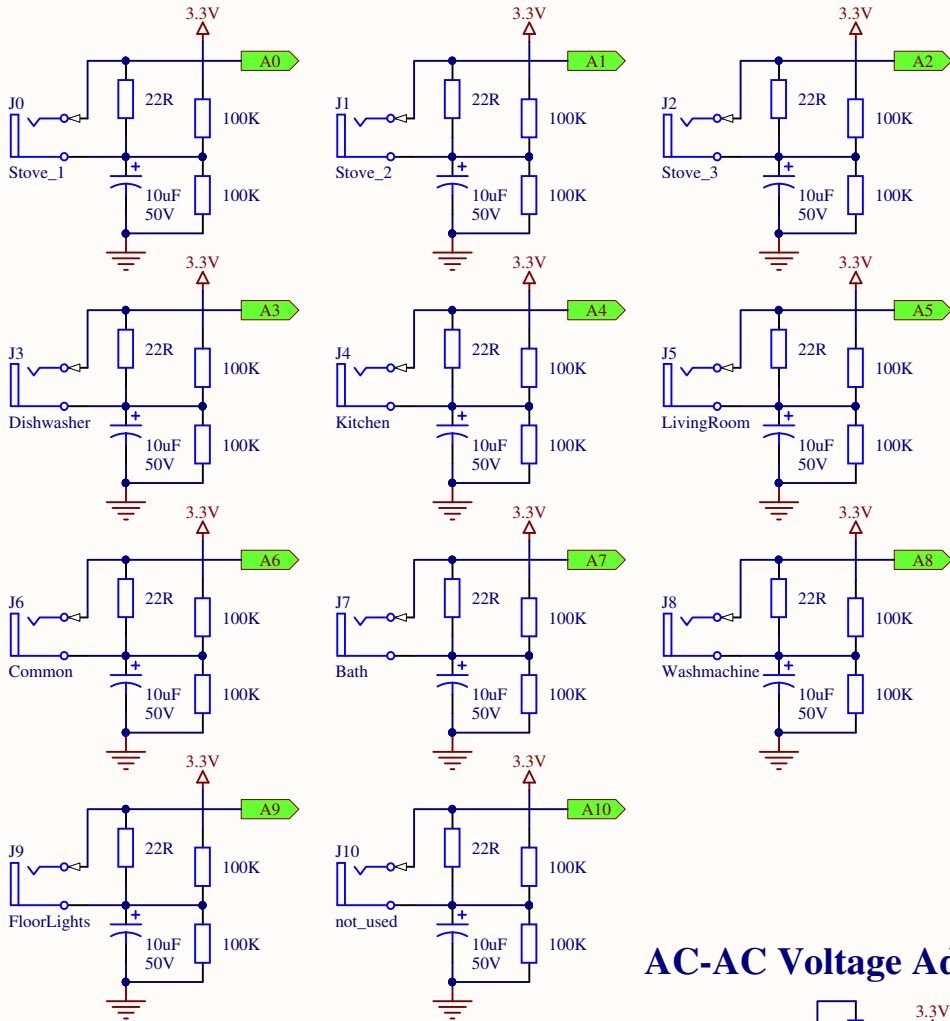 3.3V 3.3V 3.3V
A0 A1 A2
J0 22R 100K J1 22R 100K J2 22R 100K
Stove_1 10uF 100K Stove_2 10uF 100K Stove_3 10uF 100K
50V 50V 50V
3.3V 3.3V 3.3V
A3 A4 A5
J3 22R 100K J4 22R 100K J5 22R 100K
Dishwasher 10uF 100K Kitchen 10uF 100K LivingRoom 10uF 100K
50V 50V 50V
3.3V 3.3V 3.3V
A6 A7 A8
J6 22R 100K J7 22R 100K J8 22R 100K
Common 10uF 100K Bath 10uF 100K Washmachine 10uF 100K
50V 50V 50V
3.3V 3.3V
A9 A10
J9 22R 100K J10 22R 100K
FloorLights 10uF 100K not_used 10uF 100K
50V 50V
AC-AC Voltage Ad
3.3V